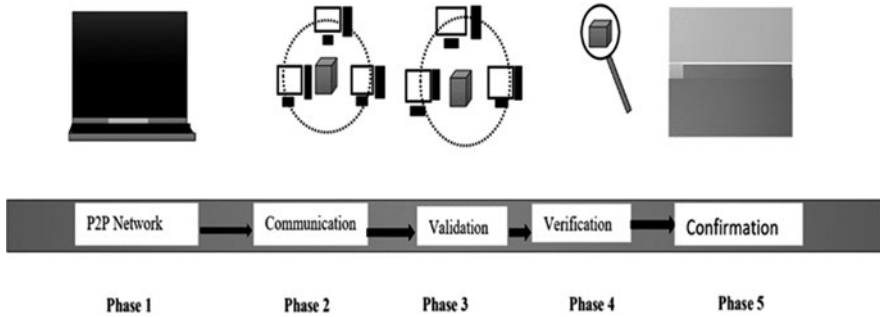 P2P Network
Communication
Validation
Verification
Confirmation
Phase 1
Phase 2
Phase 3
Phase 4
Phase 5